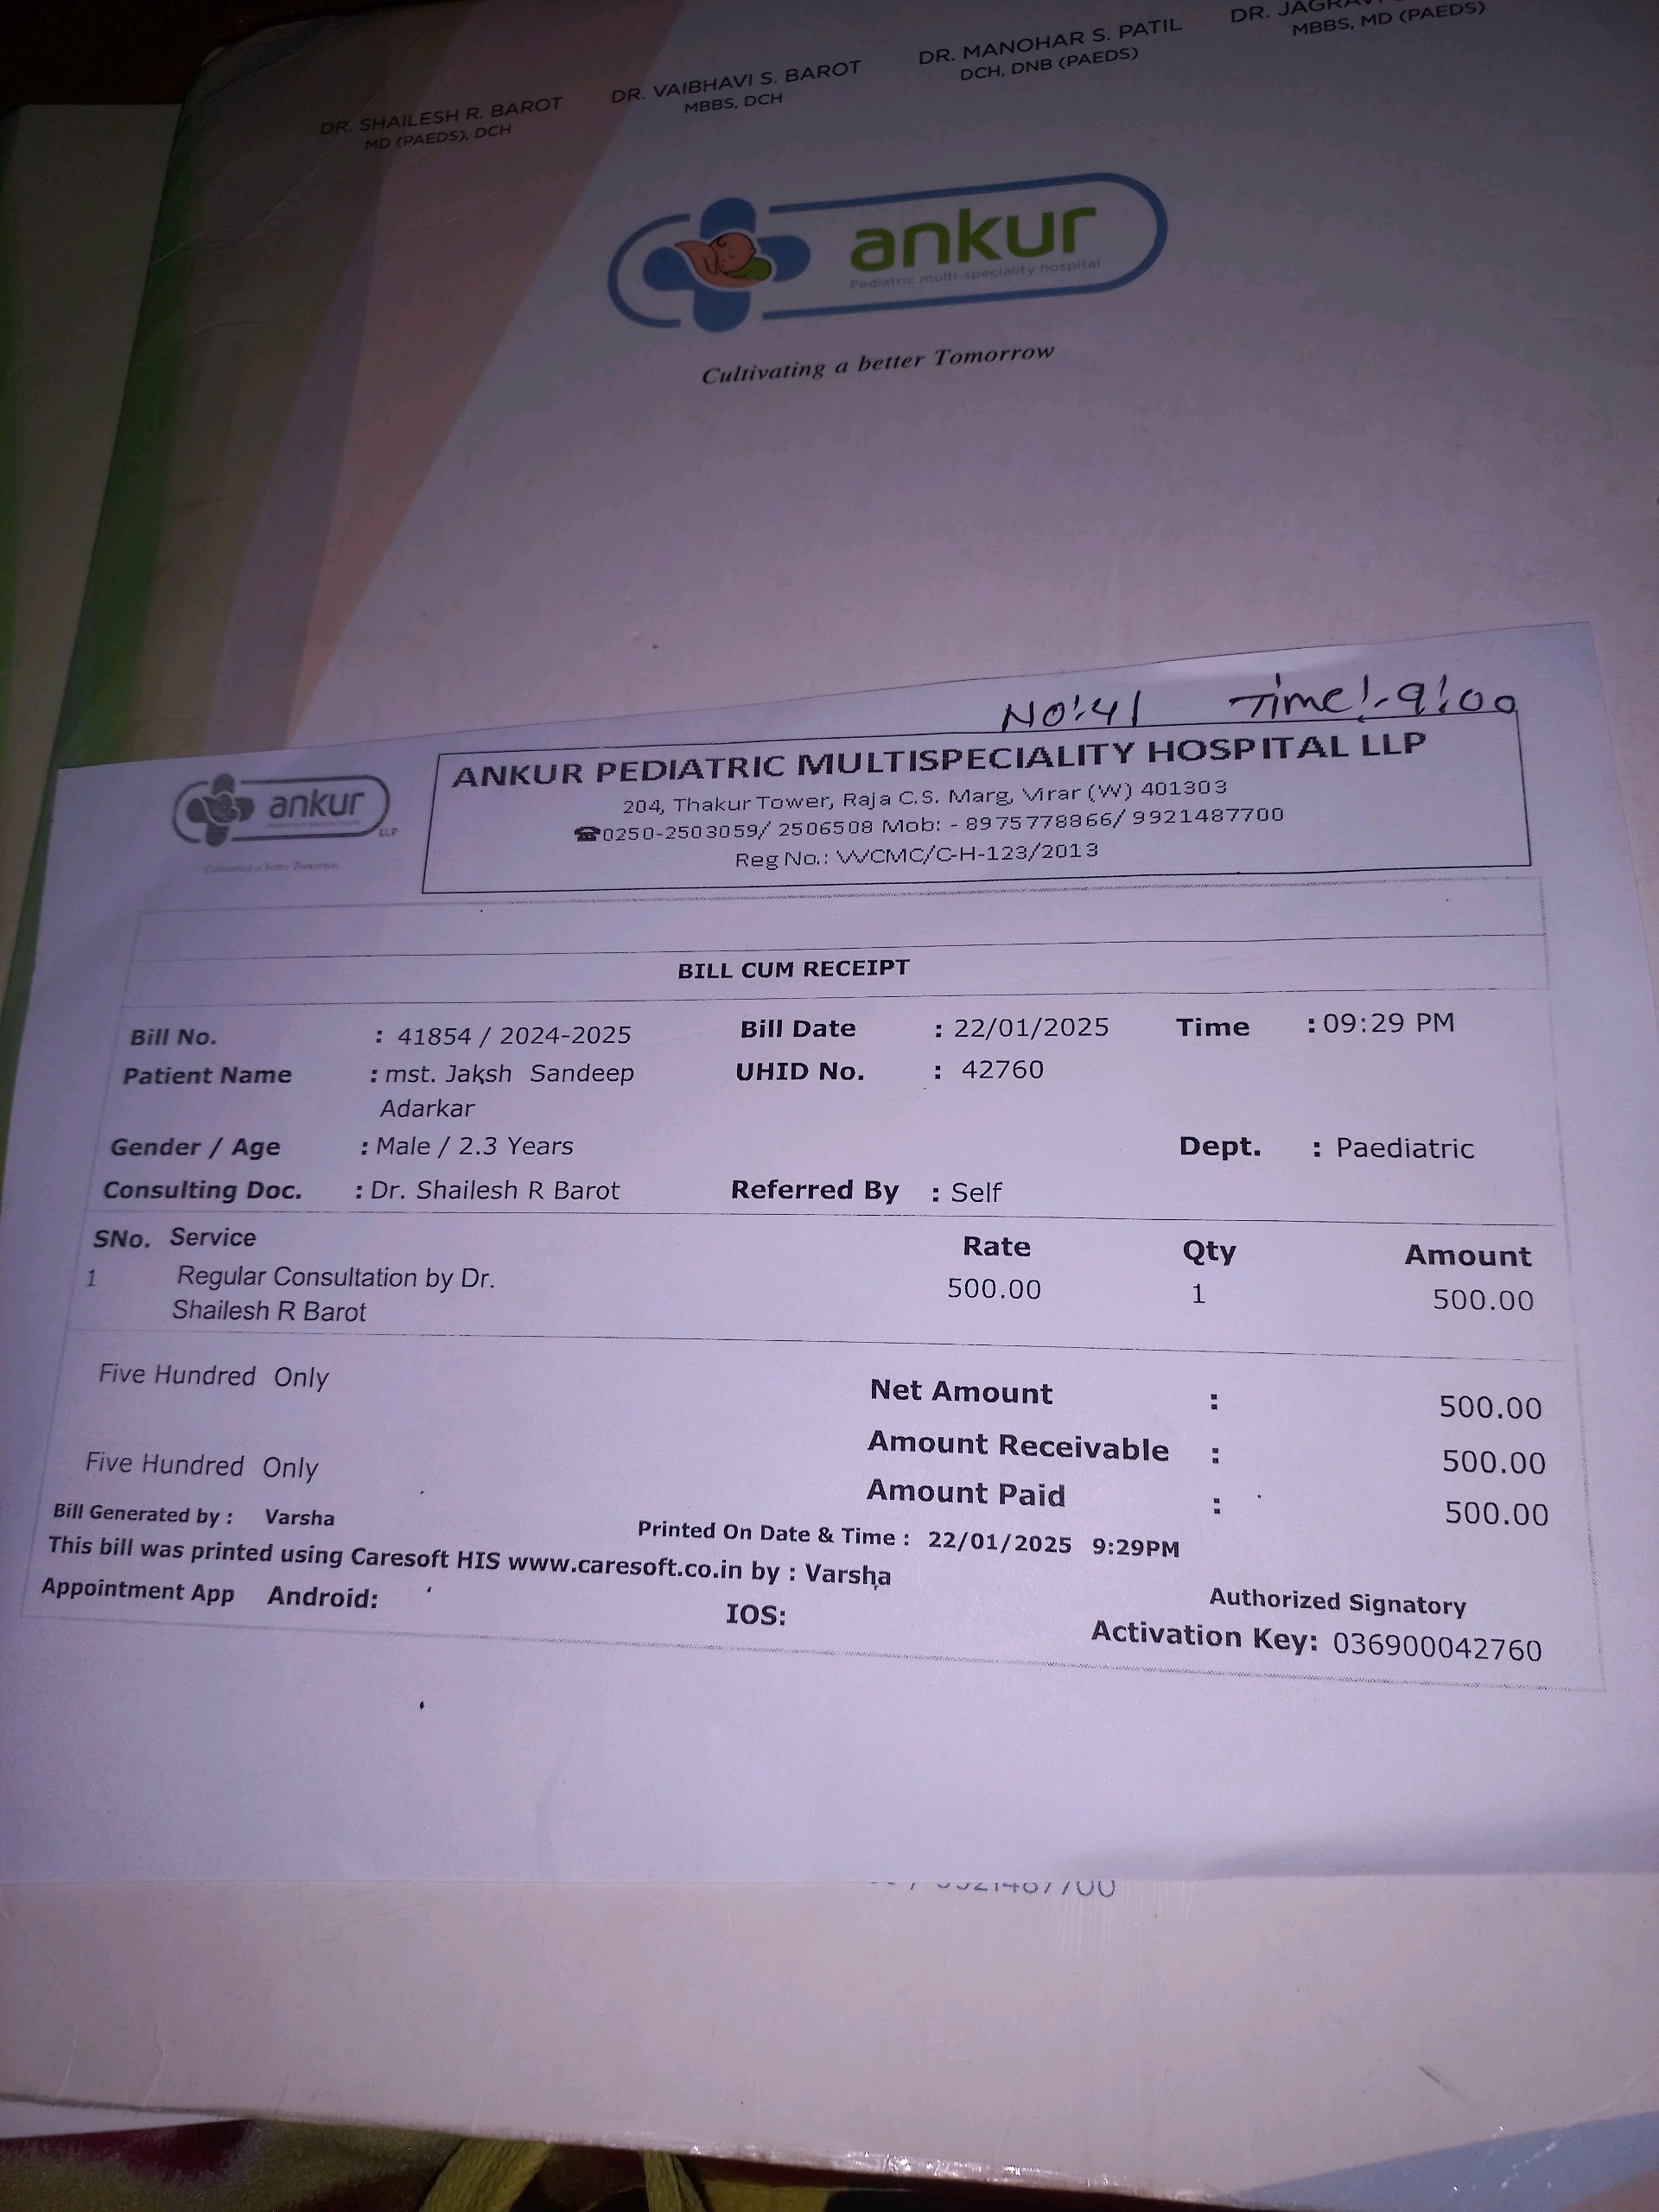 DR. SHAILESH R. BAROT
MD (PAEDS), DCH
DR. VAIBHAVI S. BAROT
MBBS, DCH
DR. MANOHAR S. PATIL
DCH, DNB (PAEDS)
DR.
MBBS, MD (PAEDS)
ankur
Pediatric multi-speciality hospital
Cultivating a better Tomorrow
NO:41 Time:-9:00
ankur
LLP
Cultivating a better Tomorrow
ANKUR PEDIATRIC MULTISPECIALITY HOSPITAL LLP
204, Thakur Tower, Raja C.S. Marg, Virar (W) 401303
☎0250-2503059/ 2506508 Mob: - 8975778866/ 9921487700
Reg No.: VVCMC/C-H-123/2013
BILL CUM RECEIPT
Bill No. : 41854 / 2024-2025 Bill Date : 22/01/2025 Time : 09:29 PM
Patient Name : mst. Jaksh Sandeep UHID No. : 42760
Adarkar
Gender / Age : Male / 2.3 Years Dept. : Paediatric
Consulting Doc. : Dr. Shailesh R Barot Referred By : Self
SNo. Service Rate Qty Amount
1 Regular Consultation by Dr. 500.00 1 500.00
Shailesh R Barot
Five Hundred Only Net Amount : 500.00
Amount Receivable : 500.00
Five Hundred Only Amount Paid : 500.00
Bill Generated by : Varsha Printed On Date & Time : 22/01/2025 9:29PM
This bill was printed using Caresoft HIS www.caresoft.co.in by : Varsha
Authorized Signatory
Appointment App Android: IOS: Activation Key: 036900042760